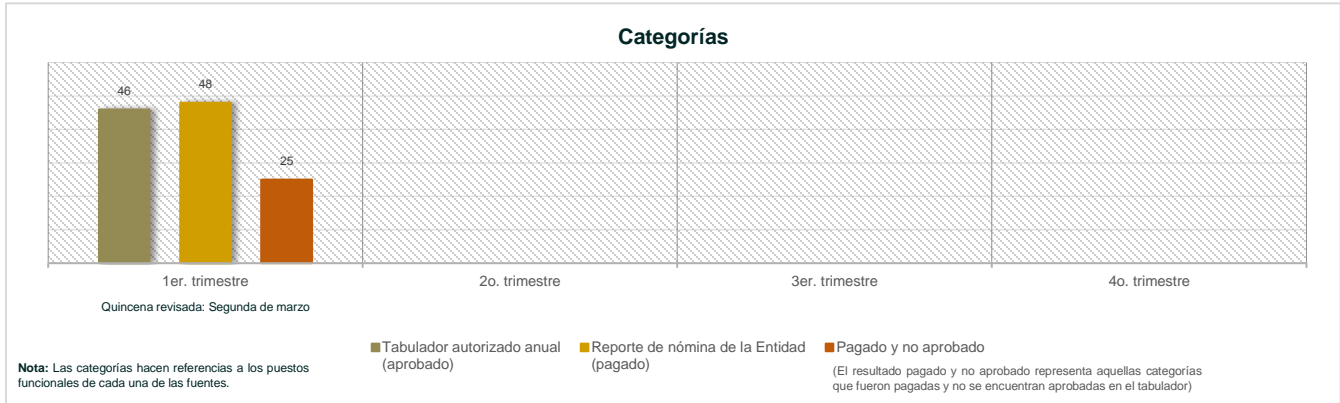 Categorías
46
48
25
1er. trimestre
2o. trimestre
3er. trimestre
4o. trimestre
Quincena revisada: Segunda de marzo
Tabulador autorizado anual
(aprobado)
Reporte de nómina de la Entidad
(pagado)
Pagado y no aprobado
(El resultado pagado y no aprobado representa aquellas categorías
que fueron pagadas y no se encuentran aprobadas en el tabulador)
Nota: Las categorías hacen referencias a los puestos
funcionales de cada una de las fuentes.